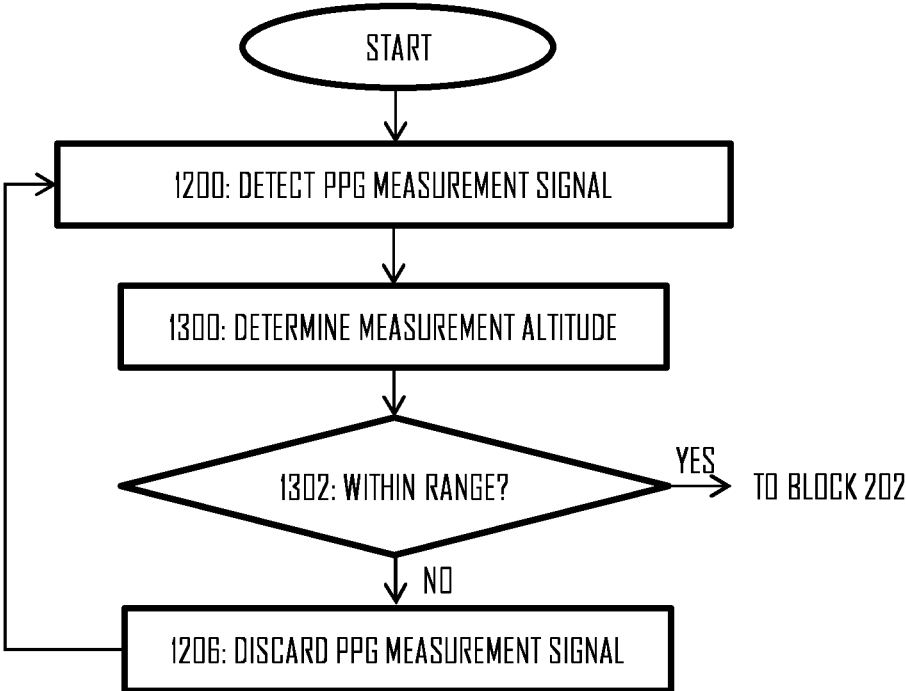 START
1200: DETECT PPG MEASUREMENT SIGNAL
1300: DETERMINE MEASUREMENT ALTITUDE
1302: WITHIN RANGE?
YES
TO BLOCK 202
NO
1206: DISCARD PPG MEASUREMENT SIGNAL